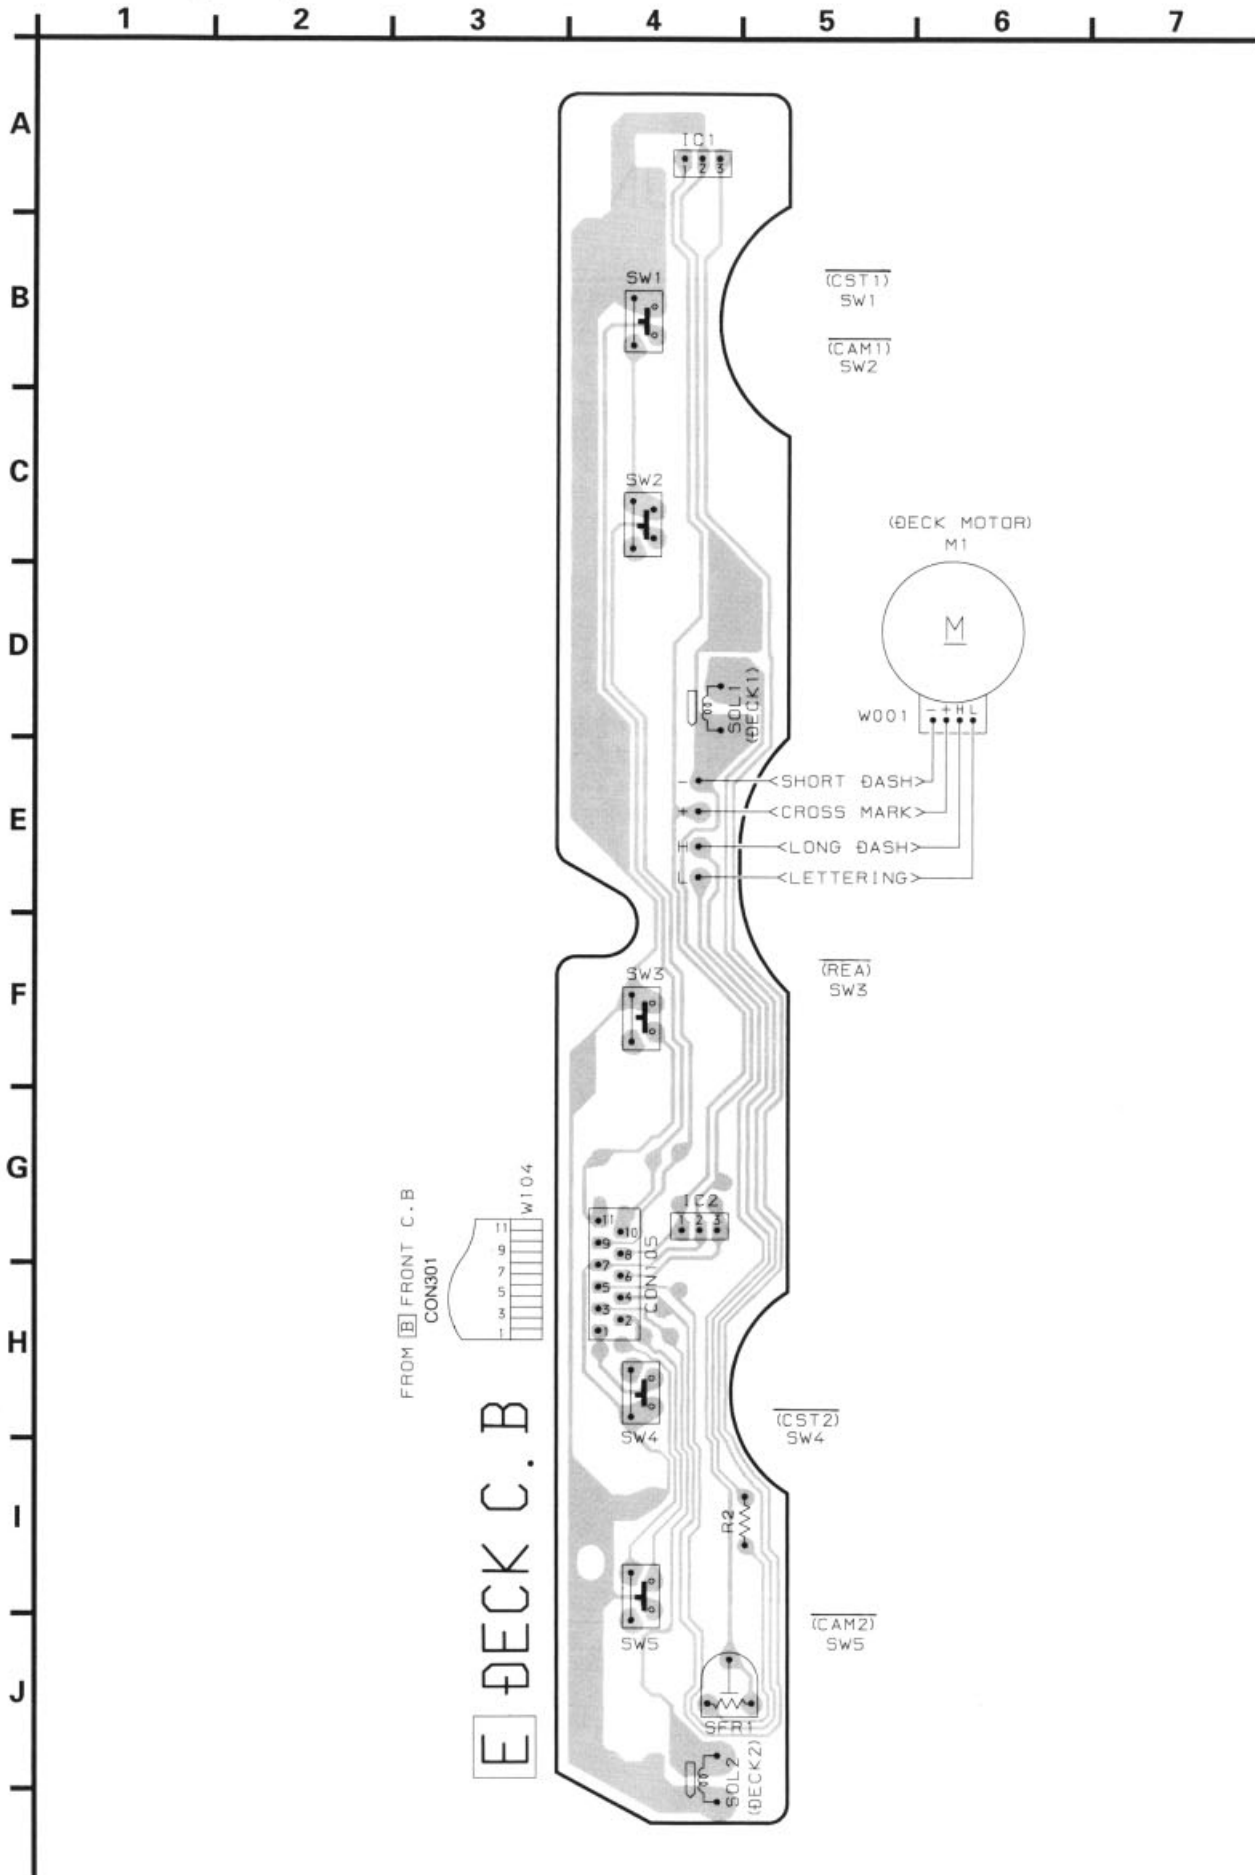 1 2 3 4 5 6 7
A
IC1
1 2 3
B
SW1
(CST1)
SW1
(CAM1)
SW2
C
SW2
(DECK MOTOR)
M1
M
D
SOL1
(DECK1)
W001
- + H L
E
- <SHORT DASH>
+ <CROSS MARK>
H <LONG DASH>
L <LETTERING>
F
SW3
(REA)
SW3
G
W104
11
9
7
5
3
1
FROM B FRONT C.B
CON301
11
10
9
8
7
6
5
4
3
2
1
CON105
IC2
1 2 3
H
(CST2)
SW4
SW4
E DECK C.B
I
R2
(CAM2)
SW5
SW5
J
SFR1
SOL2
(DECK2)